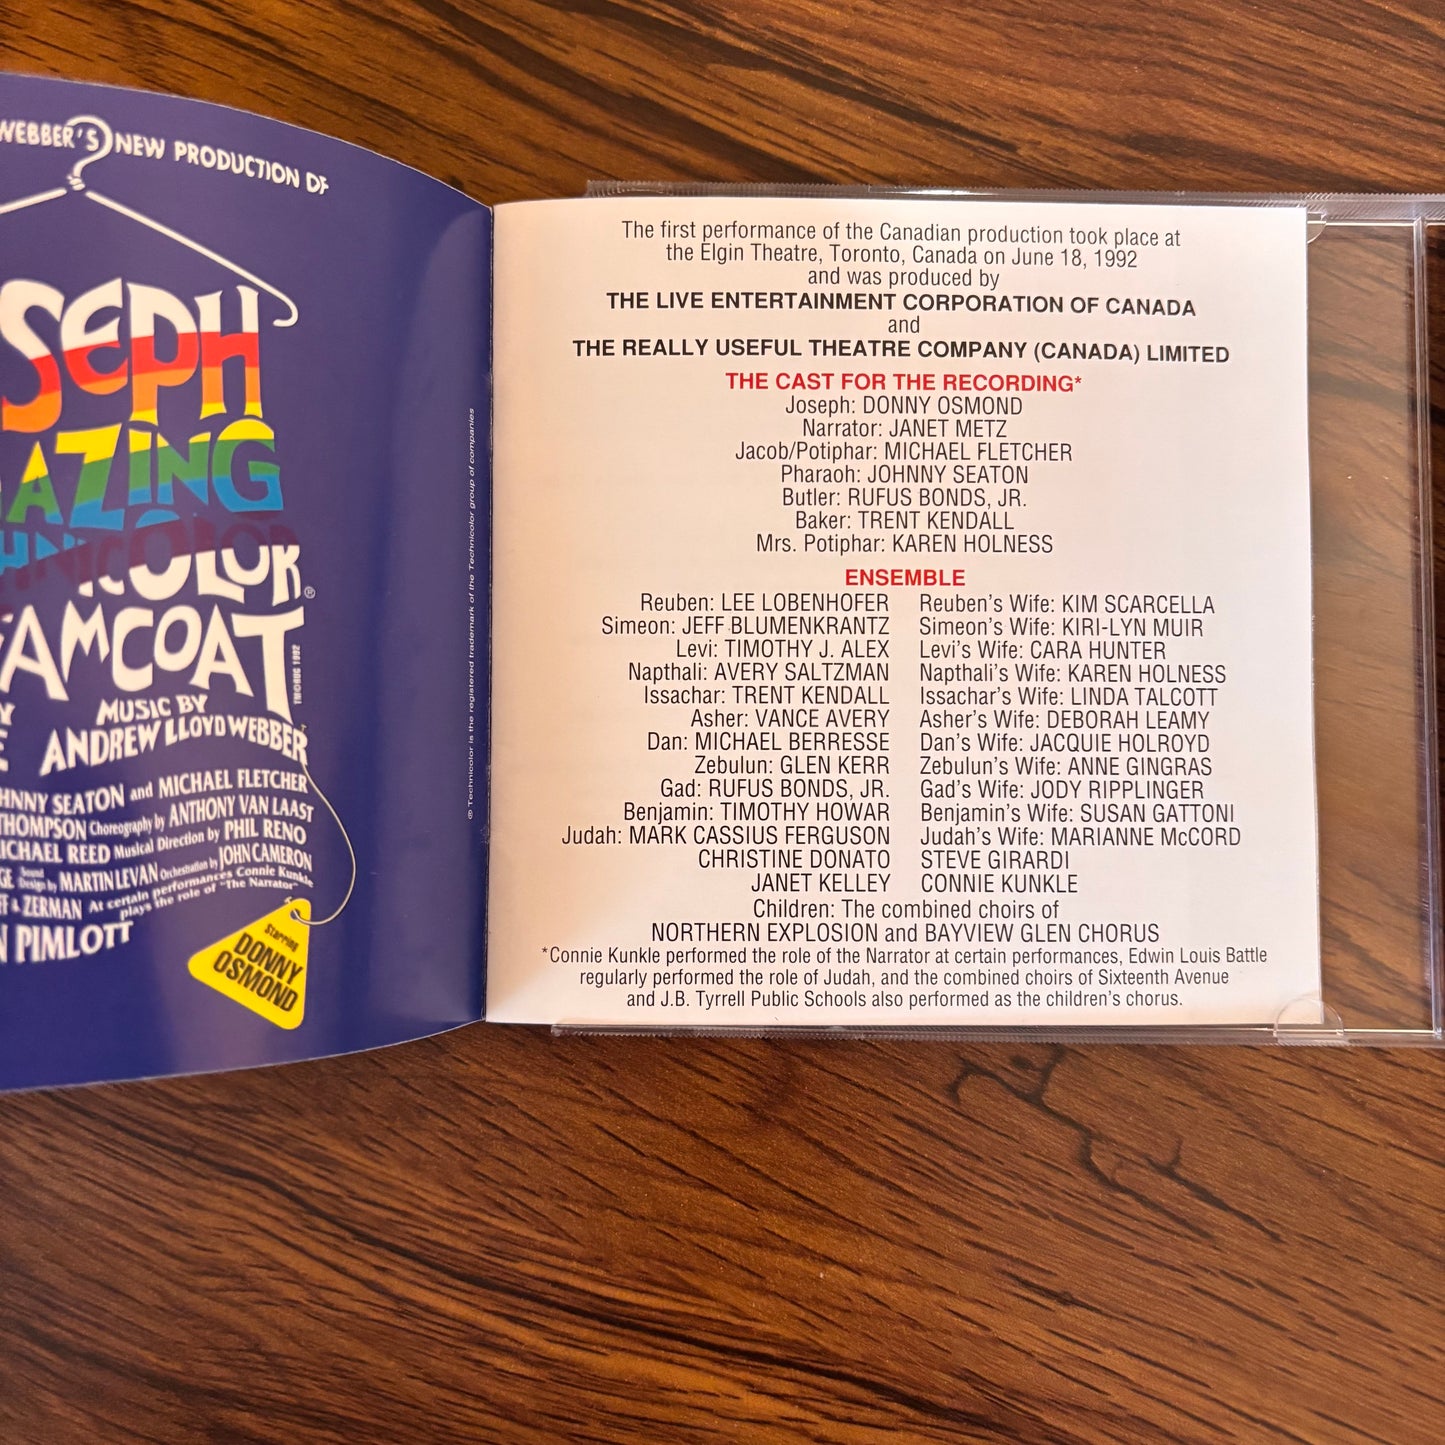 WEBBER'S NEW PRODUCTION OF
SEPH
AZING
HNICOLOR
ICOLOR®
AMCOAT
TM©RUG 1992
MUSIC BY
ANDREW LLOYD WEBBER
HNNY SEATON and MICHAEL FLETCHER
THOMPSON Choreography by ANTHONY VAN LAAST
ICHAEL REED Musical Direction by PHIL RENO
GE Sound Design by MARTIN LEVAN Orchestration by JOHN CAMERON
FF & ZERMAN At certain performances Connie Kunkle
plays the role of "The Narrator"
N PIMLOTT
Starring
DONNY
OSMOND
® Technicolor is the registered trademark of the Technicolor group of companies
The first performance of the Canadian production took place at
the Elgin Theatre, Toronto, Canada on June 18, 1992
and was produced by
THE LIVE ENTERTAINMENT CORPORATION OF CANADA
and
THE REALLY USEFUL THEATRE COMPANY (CANADA) LIMITED
THE CAST FOR THE RECORDING*
Joseph: DONNY OSMOND
Narrator: JANET METZ
Jacob/Potiphar: MICHAEL FLETCHER
Pharaoh: JOHNNY SEATON
Butler: RUFUS BONDS, JR.
Baker: TRENT KENDALL
Mrs. Potiphar: KAREN HOLNESS
ENSEMBLE
Reuben: LEE LOBENHOFER Reuben's Wife: KIM SCARCELLA
Simeon: JEFF BLUMENKRANTZ Simeon's Wife: KIRI-LYN MUIR
Levi: TIMOTHY J. ALEX Levi's Wife: CARA HUNTER
Napthali: AVERY SALTZMAN Napthali's Wife: KAREN HOLNESS
Issachar: TRENT KENDALL Issachar's Wife: LINDA TALCOTT
Asher: VANCE AVERY Asher's Wife: DEBORAH LEAMY
Dan: MICHAEL BERRESSE Dan's Wife: JACQUIE HOLROYD
Zebulun: GLEN KERR Zebulun's Wife: ANNE GINGRAS
Gad: RUFUS BONDS, JR. Gad's Wife: JODY RIPPLINGER
Benjamin: TIMOTHY HOWAR Benjamin's Wife: SUSAN GATTONI
Judah: MARK CASSIUS FERGUSON Judah's Wife: MARIANNE McCORD
CHRISTINE DONATO STEVE GIRARDI
JANET KELLEY CONNIE KUNKLE
Children: The combined choirs of
NORTHERN EXPLOSION and BAYVIEW GLEN CHORUS
*Connie Kunkle performed the role of the Narrator at certain performances, Edwin Louis Battle
regularly performed the role of Judah, and the combined choirs of Sixteenth Avenue
and J.B. Tyrrell Public Schools also performed as the children's chorus.